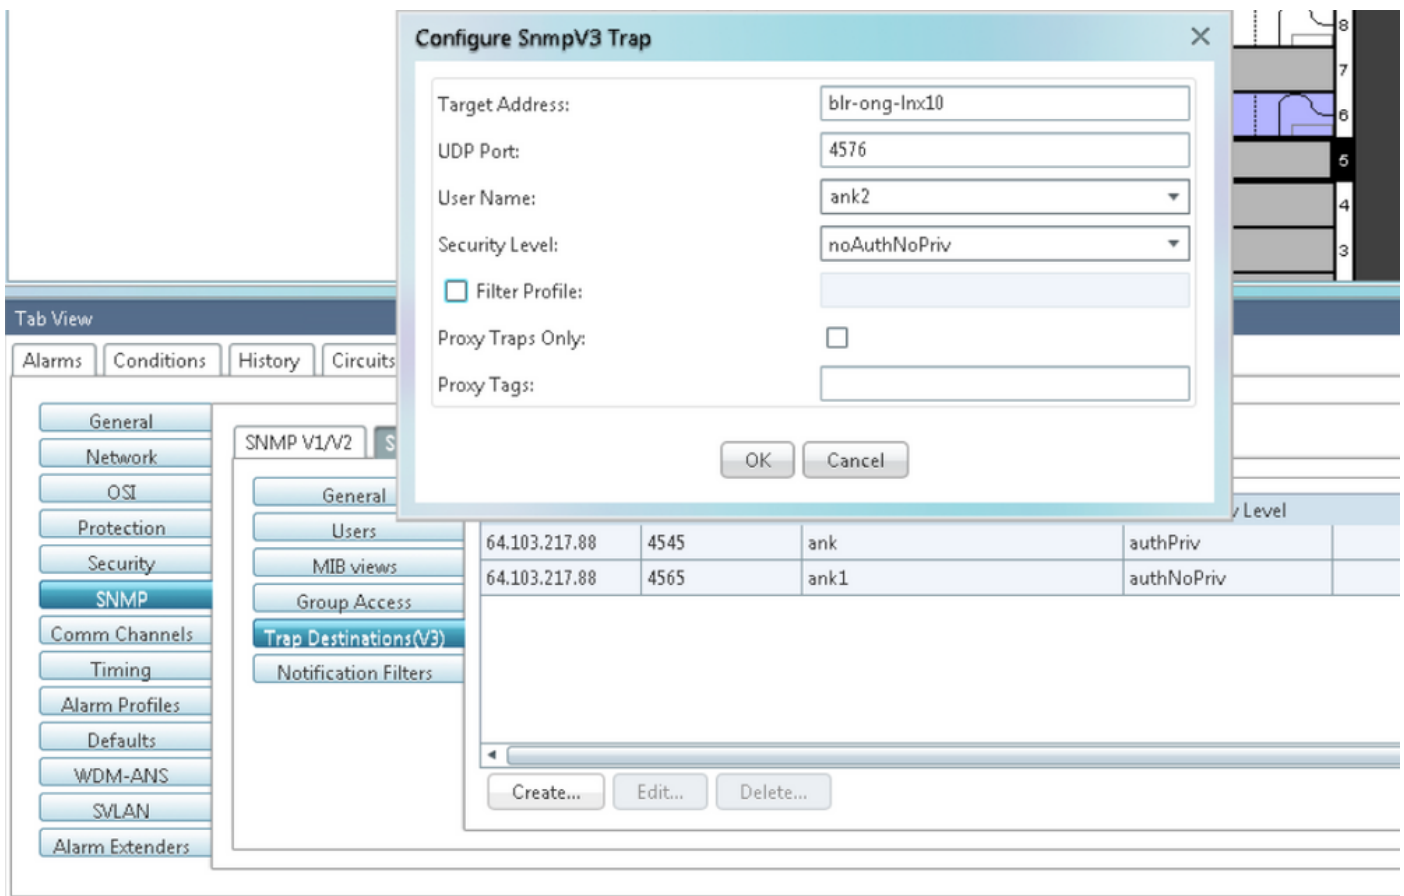 Configure SnmpV3 Trap
8
7
6
5
4
3
Target Address: blr-ong-lnx10
UDP Port: 4576
User Name: ank2
Security Level: noAuthNoPriv
Filter Profile:
Proxy Traps Only:
Proxy Tags:
OK Cancel
Tab View
Alarms Conditions History Circuits
General
Network
OSI
Protection
Security
SNMP
Comm Channels
Timing
Alarm Profiles
Defaults
WDM-ANS
SVLAN
Alarm Extenders
SNMP V1/V2 S
General
Users
MIB views
Group Access
Trap Destinations(V3)
Notification Filters
Level
64.103.217.88 4545 ank authPriv
64.103.217.88 4565 ank1 authNoPriv
Create... Edit... Delete...